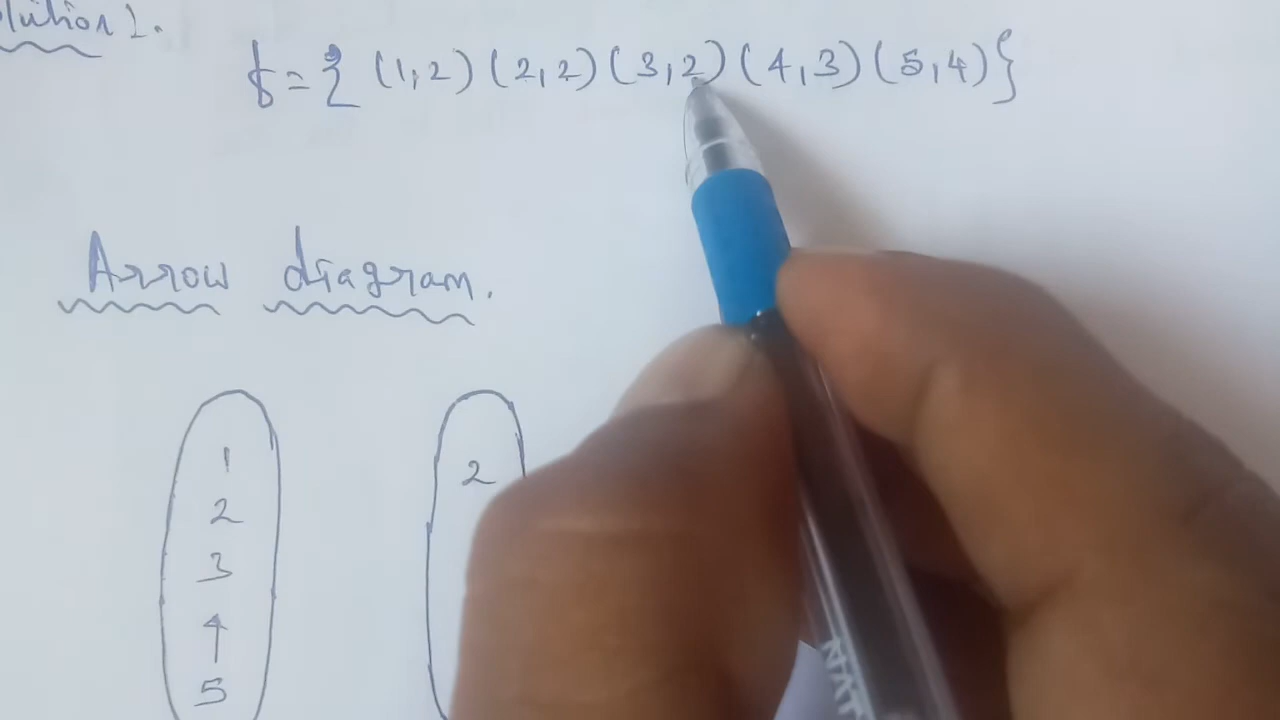 Solution 1.
f = { (1,2) (2,2) (3,2) (4,3) (5,4) }
Arrow diagram.
1
2
2
3
4
5